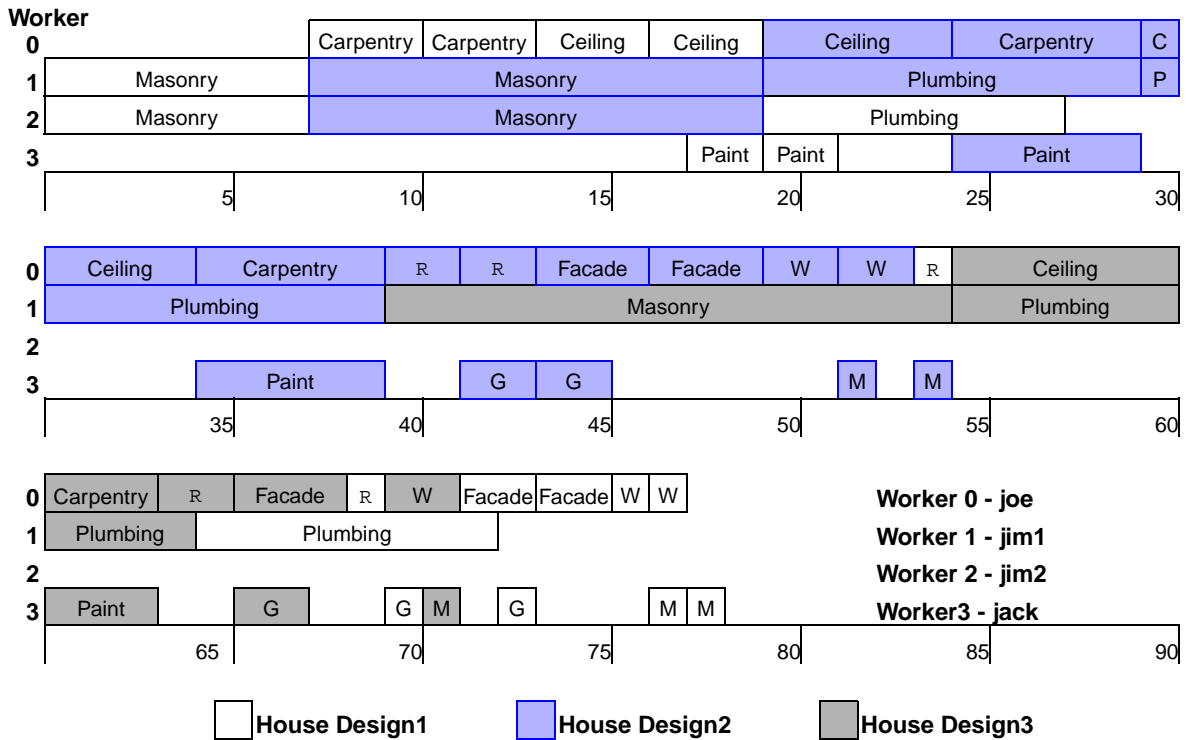 Worker
0 Carpentry Carpentry Ceiling Ceiling Ceiling Carpentry C
1 Masonry Masonry Plumbing P
2 Masonry Masonry Plumbing
3 Paint Paint Paint
5 10 15 20 25 30
0 Ceiling Carpentry R R Facade Facade W W R Ceiling
1 Plumbing Masonry Plumbing
2
3 Paint G G M M
35 40 45 50 55 60
0 Carpentry R Facade R W Facade Facade W W Worker 0 - joe
1 Plumbing Plumbing Worker 1 - jim1
2 Worker 2 - jim2
3 Paint G G M G M M Worker3 - jack
65 70 75 80 85 90
House Design1 House Design2 House Design3